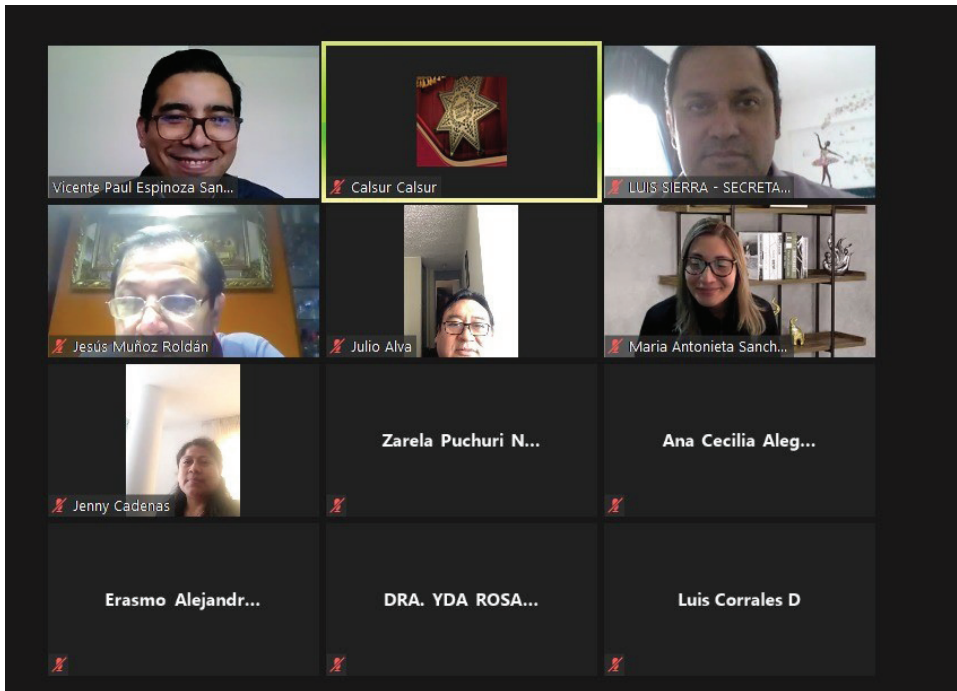 Vicente Paul Espinoza San...
Calsur Calsur
LUIS SIERRA - SECRETA...
Jesús Muñoz Roldán
Julio Alva
Maria Antonieta Sanch...
Jenny Cadenas
Zarela Puchuri N...
Ana Cecilia Aleg...
Erasmo Alejandr...
DRA. YDA ROSA...
Luis Corrales D